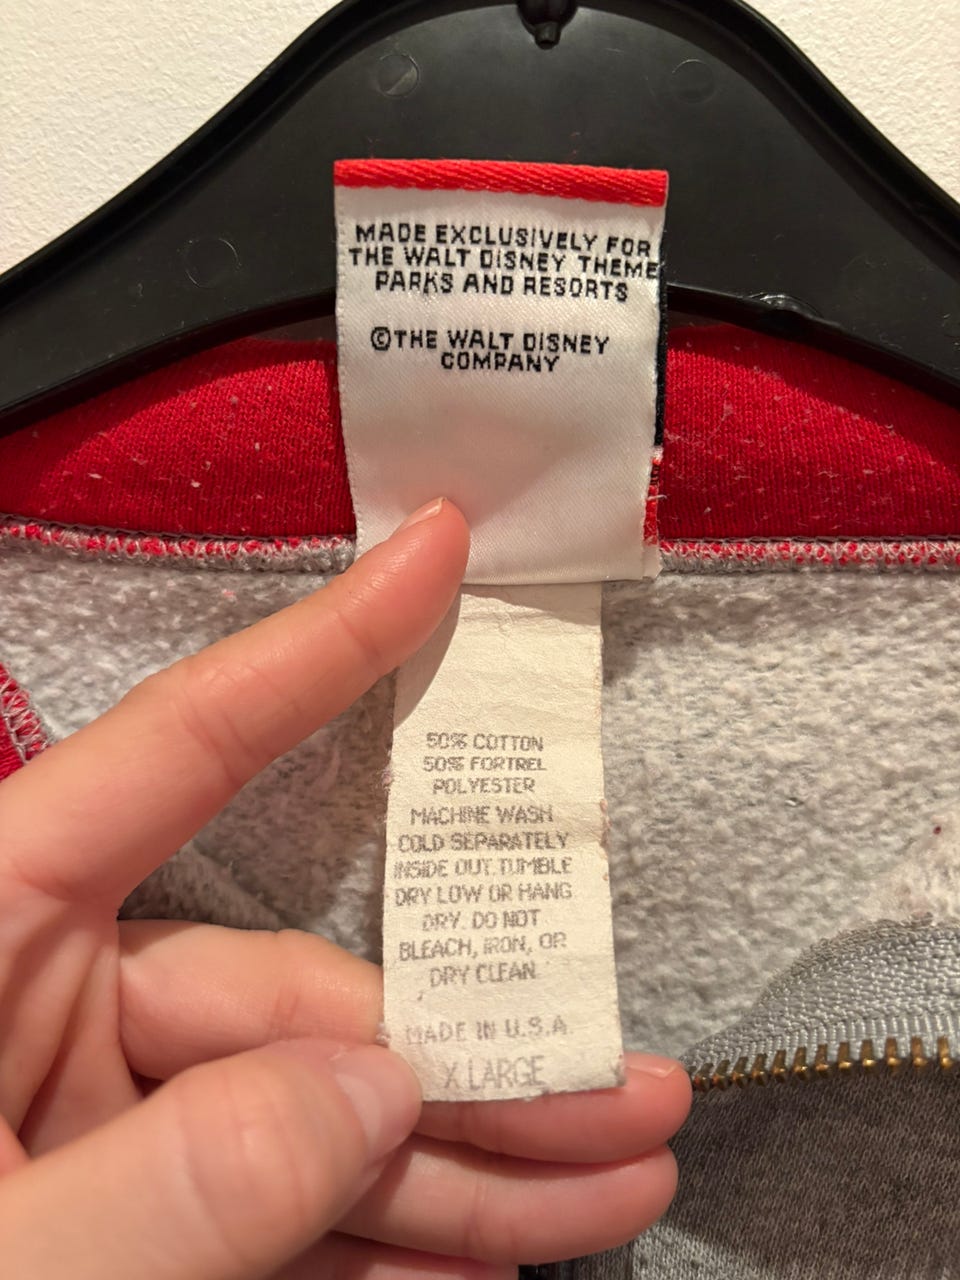 MADE EXCLUSIVELY FOR
THE WALT DISNEY THEME
PARKS AND RESORTS
©THE WALT DISNEY
COMPANY
50% COTTON
50% FORTREL
POLYESTER
MACHINE WASH
COLD SEPARATELY
INSIDE OUT. TUMBLE
DRY LOW OR HANG
DRY. DO NOT
BLEACH, IRON, OR
DRY CLEAN
MADE IN U.S.A
X LARGE